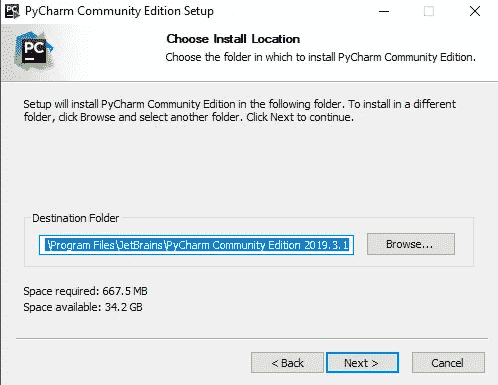 PyCharm Community Edition Setup
PC
Choose Install Location
Choose the folder in which to install PyCharm Community Edition.
Setup will install PyCharm Community Edition in the following folder. To install in a different
folder, click Browse and select another folder. Click Next to continue.
Destination Folder
\Program Files\JetBrains\PyCharm Community Edition 2019.3.1
Browse...
Space required: 667.5 MB
Space available: 34.2 GB
< Back
Next >
Cancel